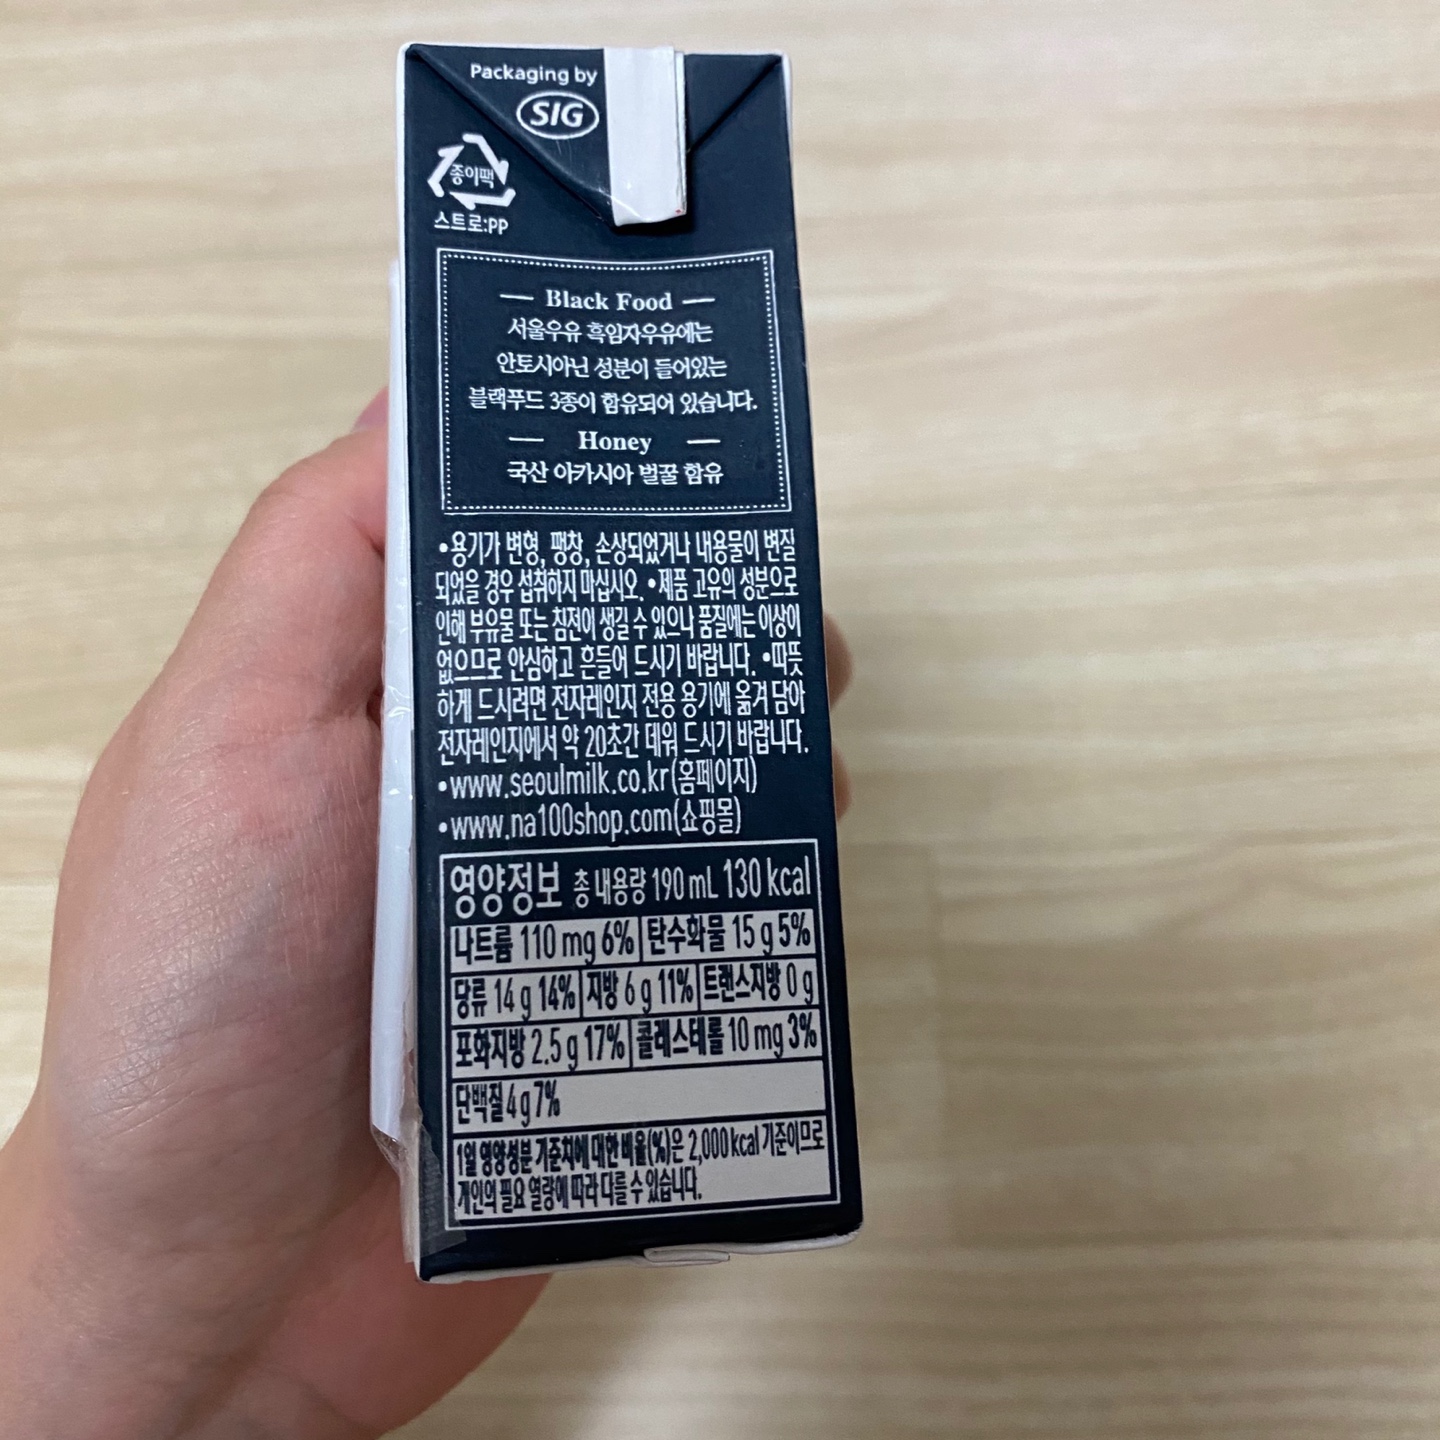 Packaging by
SIG
종이팩
스트로:PP
Black Food
서울우유 흑임자우유에는
안토시아닌 성분이 들어있는
블랙푸드 3종이 함유되어 있습니다.
Honey
국산 아카시아 벌꿀 함유
•용기가 변형, 팽창, 손상되었거나 내용물이 변질
되었을 경우 섭취하지 마십시오. •제품 고유의 성분으로
인해 부유물 또는 침전이 생길 수 있으나 품질에는 이상이
없으므로 안심하고 흔들어 드시기 바랍니다. •따뜻
하게 드시려면 전자레인지 전용 용기에 옮겨 담아
전자레인지에서 약 20초간 데워 드시기 바랍니다.
•www.seoulmilk.co.kr(홈페이지)
•www.na100shop.com(쇼핑몰)
영양정보 총 내용량 190 mL 130 kcal
나트륨 110 mg 6% 탄수화물 15 g 5%
당류 14 g 14% 지방 6 g 11% 트랜스지방 0 g
포화지방 2.5 g 17% 콜레스테롤 10 mg 3%
단백질 4 g 7%
1일 영양성분 기준치에 대한 비율(%)은 2,000 kcal 기준이므로
개인의 필요 열량에 따라 다를 수 있습니다.